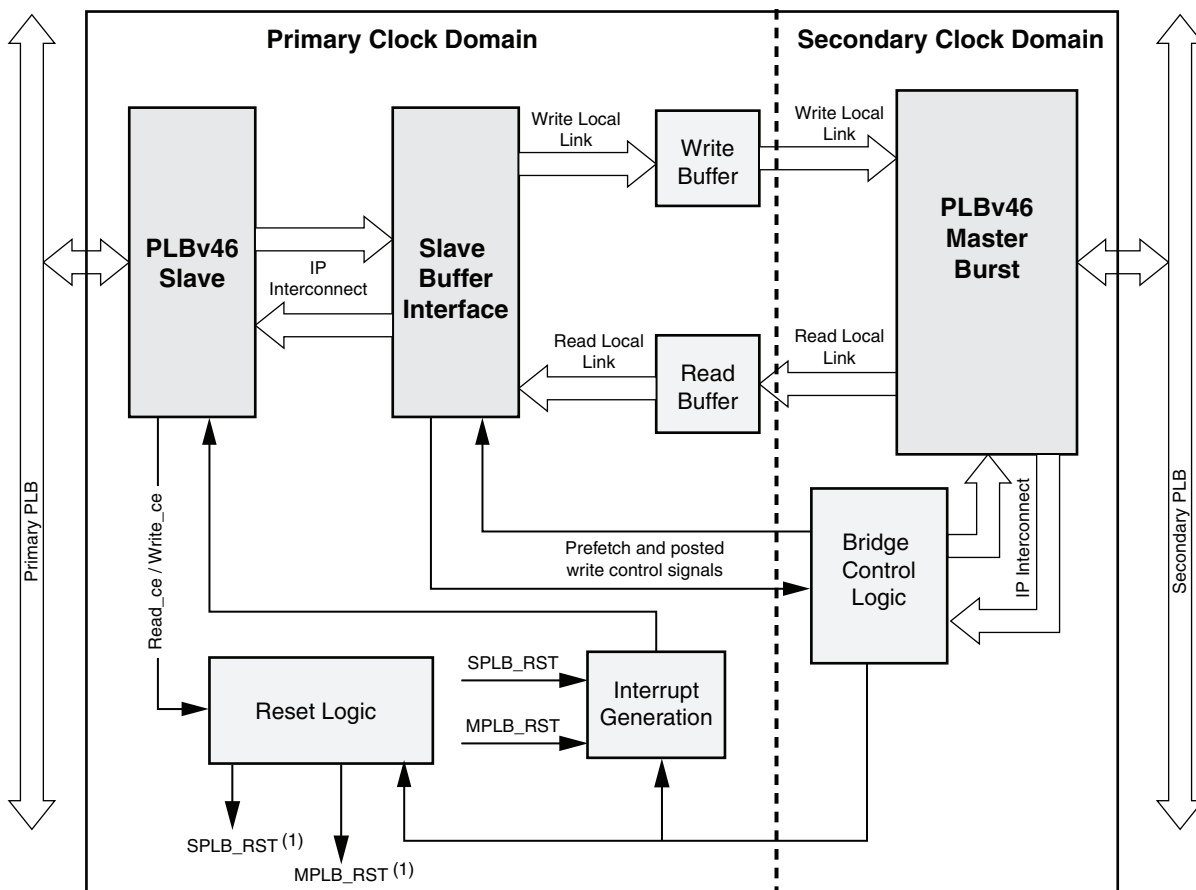 Primary Clock Domain
Secondary Clock Domain
Write Local
Link
Write Local
Link
Write
Buffer
PLBv46
Slave
IP
Interconnect
Slave
Buffer
Interface
PLBv46
Master
Burst
Read Local
Link
Read Local
Link
Read
Buffer
Primary PLB
Read_ce / Write_ce
Prefetch and posted
write control signals
Bridge
Control
Logic
IP Interconnect
Secondary PLB
SPLB_RST
MPLB_RST
Interrupt
Generation
Reset Logic
SPLB_RST (1)
MPLB_RST (1)